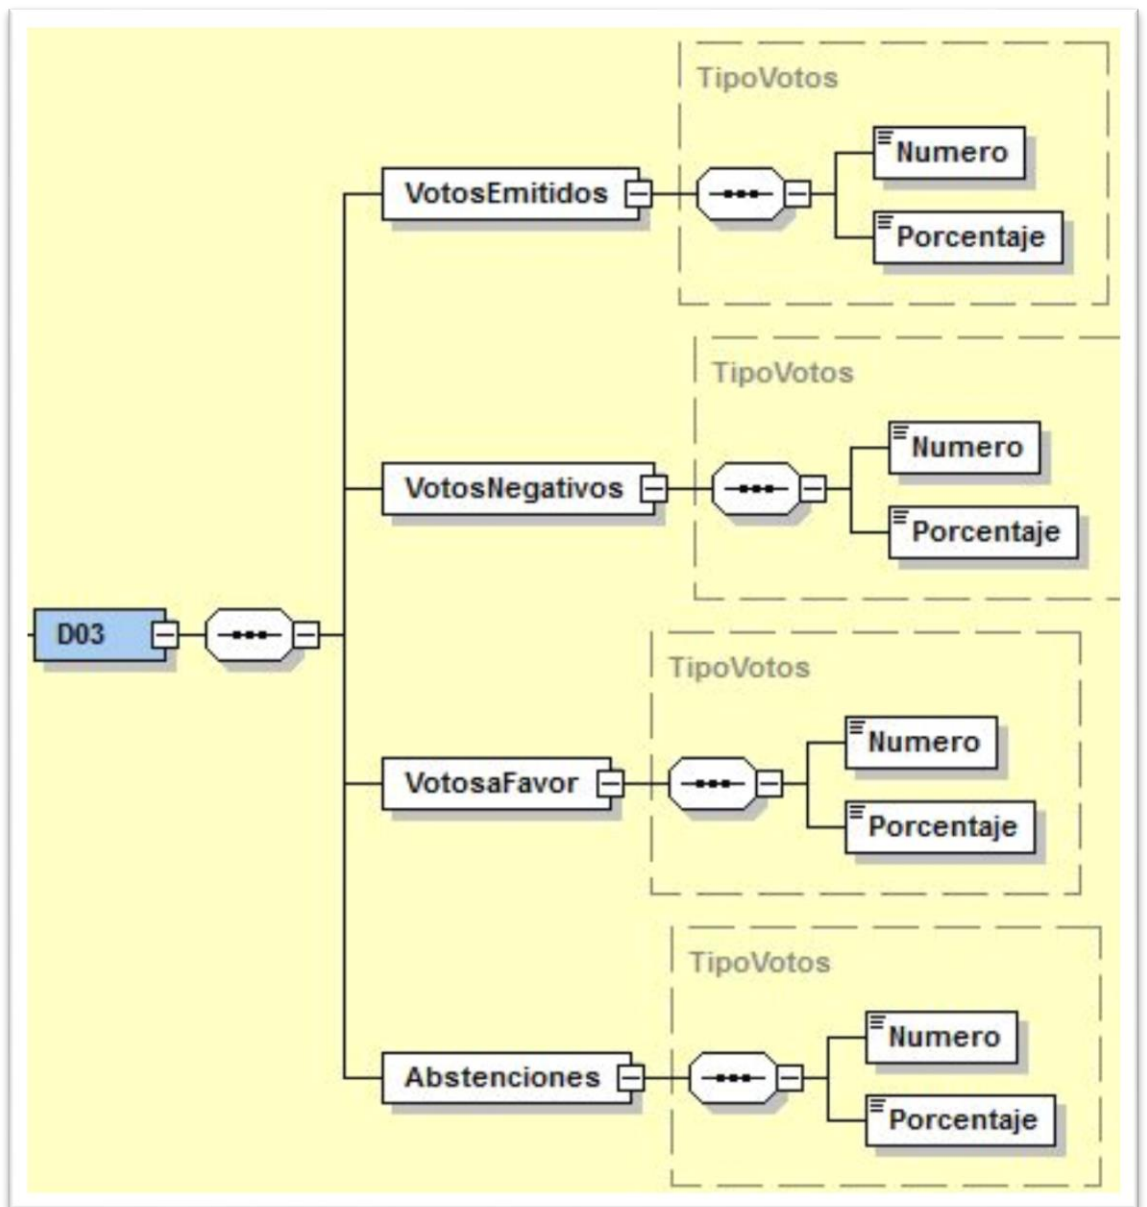 TipoVotos
Numero
VotosEmitidos
Porcentaje
TipoVotos
Numero
VotosNegativos
Porcentaje
D03
TipoVotos
Numero
VotosaFavor
Porcentaje
TipoVotos
Numero
Abstenciones
Porcentaje